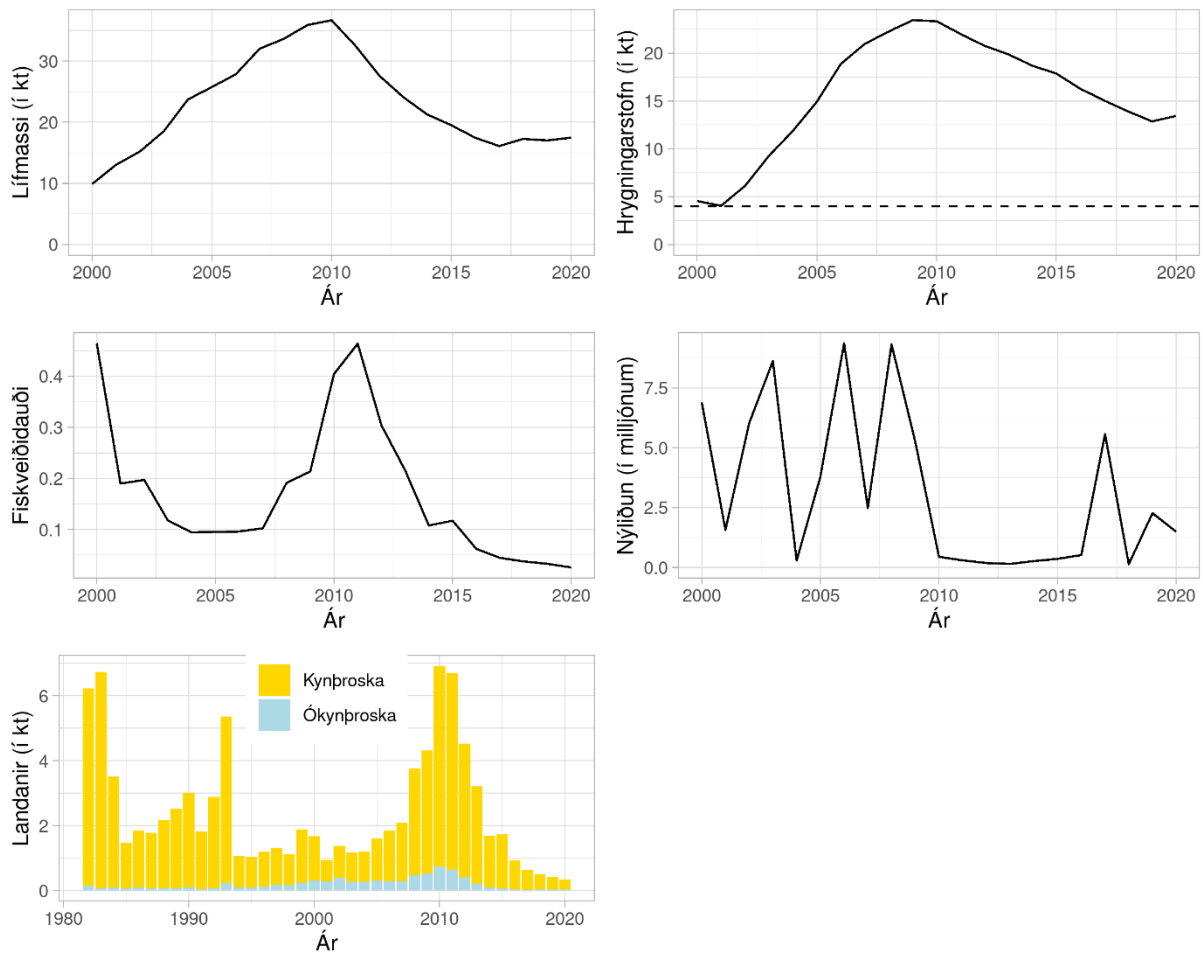 Lífmassi (í kt)
30
20
10
0
2000 2005 2010 2015 2020
Ár
Hrygningarstofn (í kt)
20
15
10
5
0
2000 2005 2010 2015 2020
Ár
Fiskveiðidauði
0.4
0.3
0.2
0.1
2000 2005 2010 2015 2020
Ár
Nýliðun (í milljónum)
7.5
5.0
2.5
0.0
2000 2005 2010 2015 2020
Ár
Landanir (í kt)
6
4
2
0
Kynþroska
Ókynþroska
1980 1990 2000 2010 2020
Ár